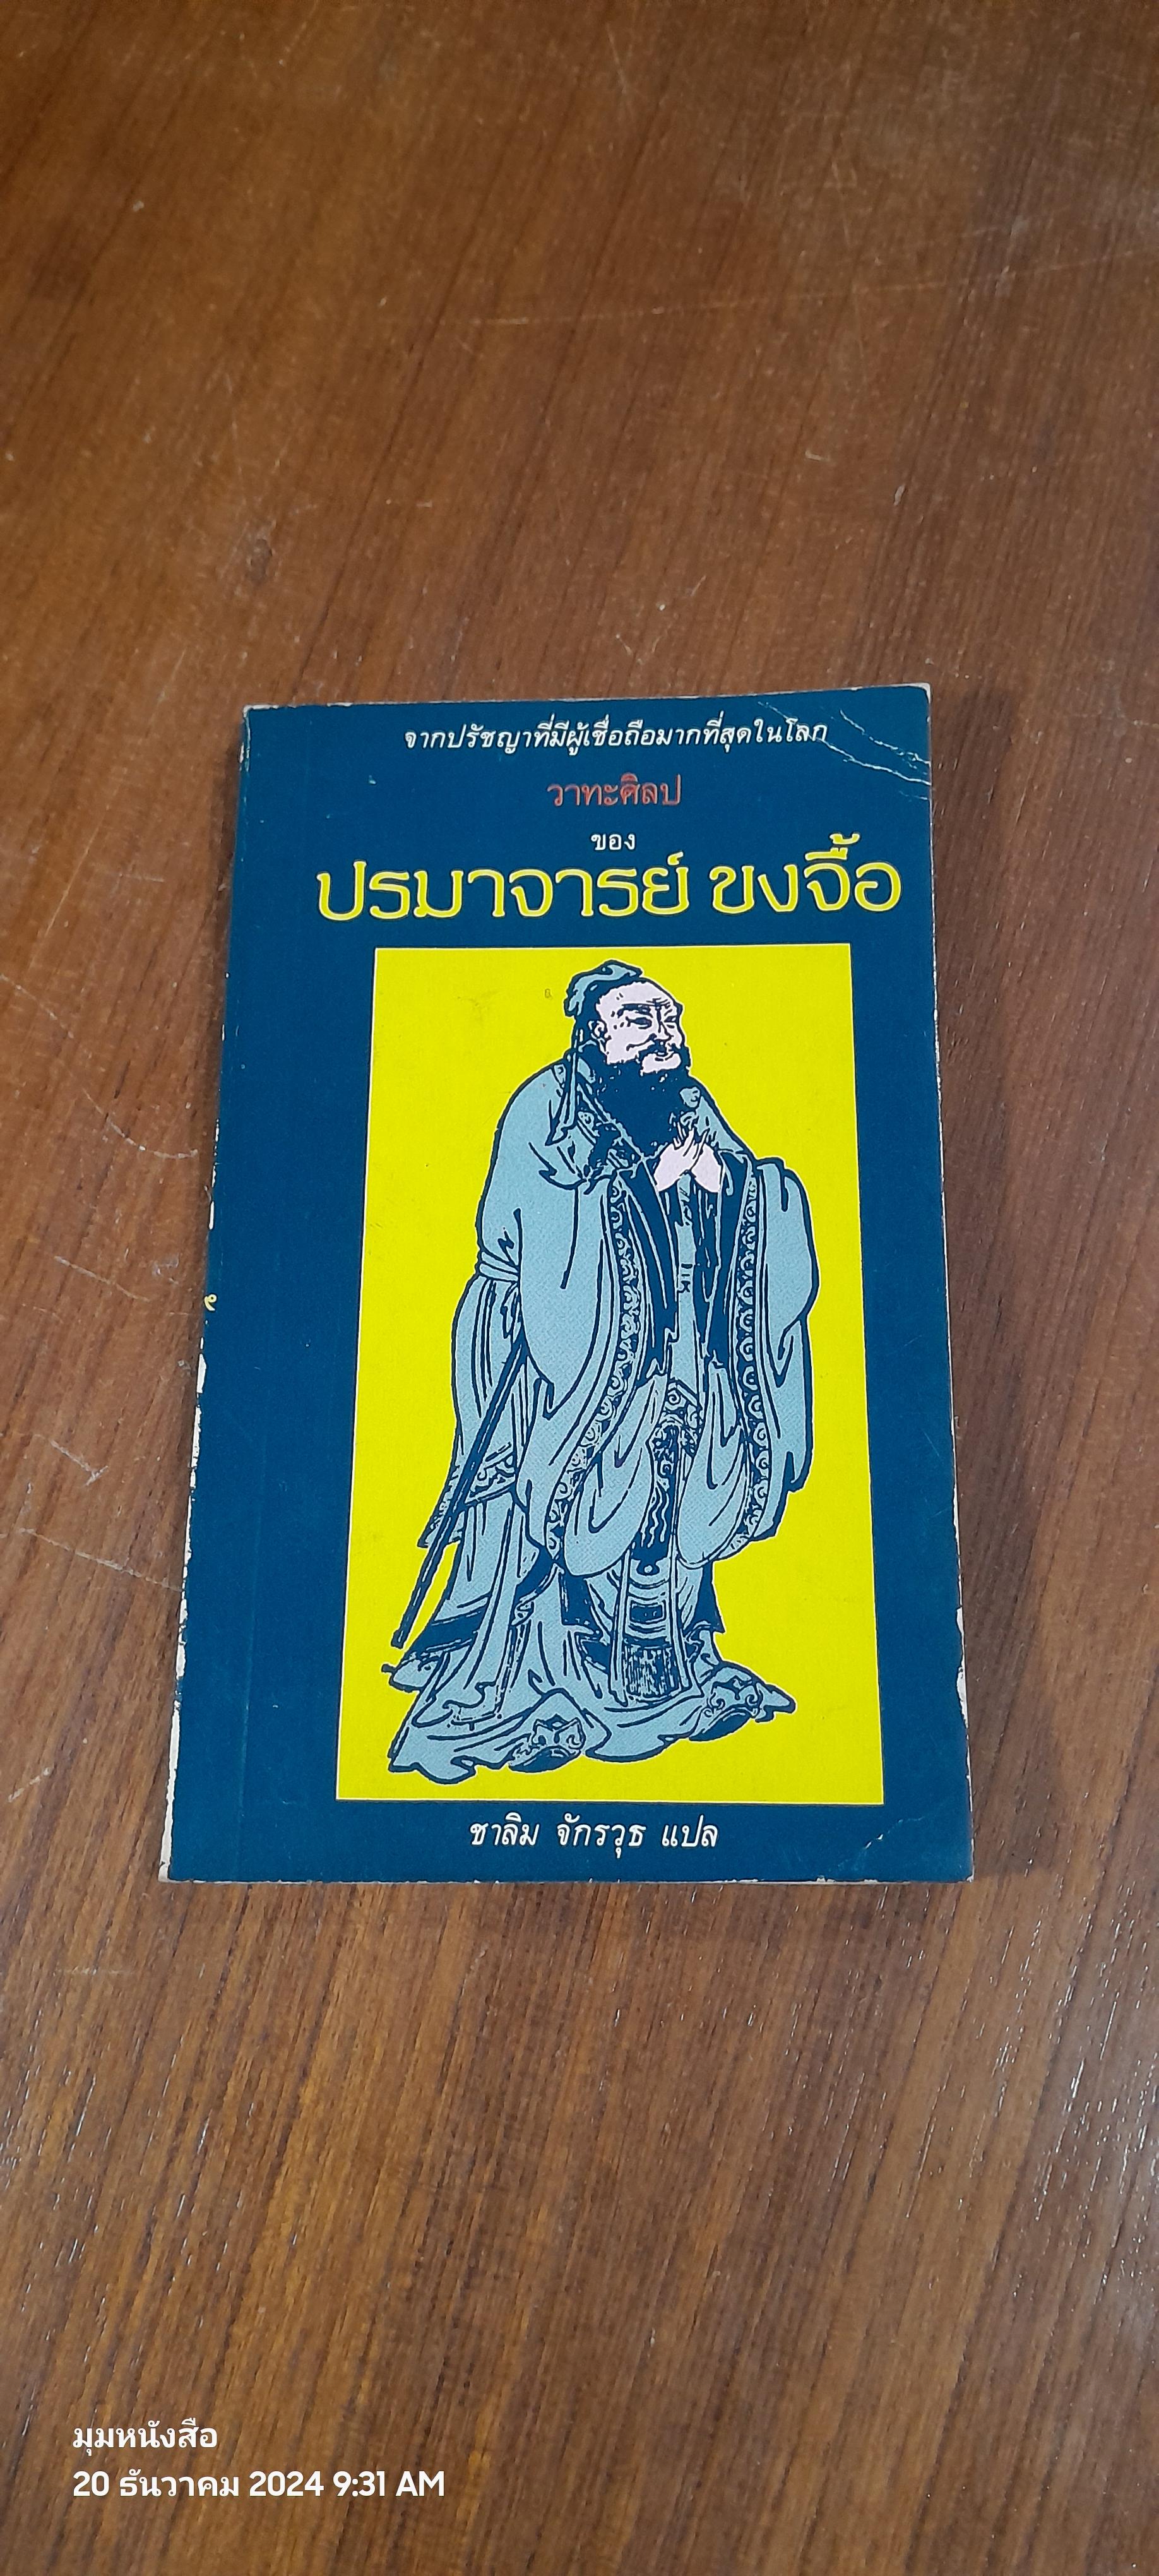 จากปรัชญาที่มีผู้เชื่อถือมากที่สุดในโลก
วาทะศิลป
ของ
ปรมาจารย์ ขงจื้อ
ชาลิม จักรวุธ แปล
มุมหนังสือ
20 ธันวาคม 2024 9:31 AM